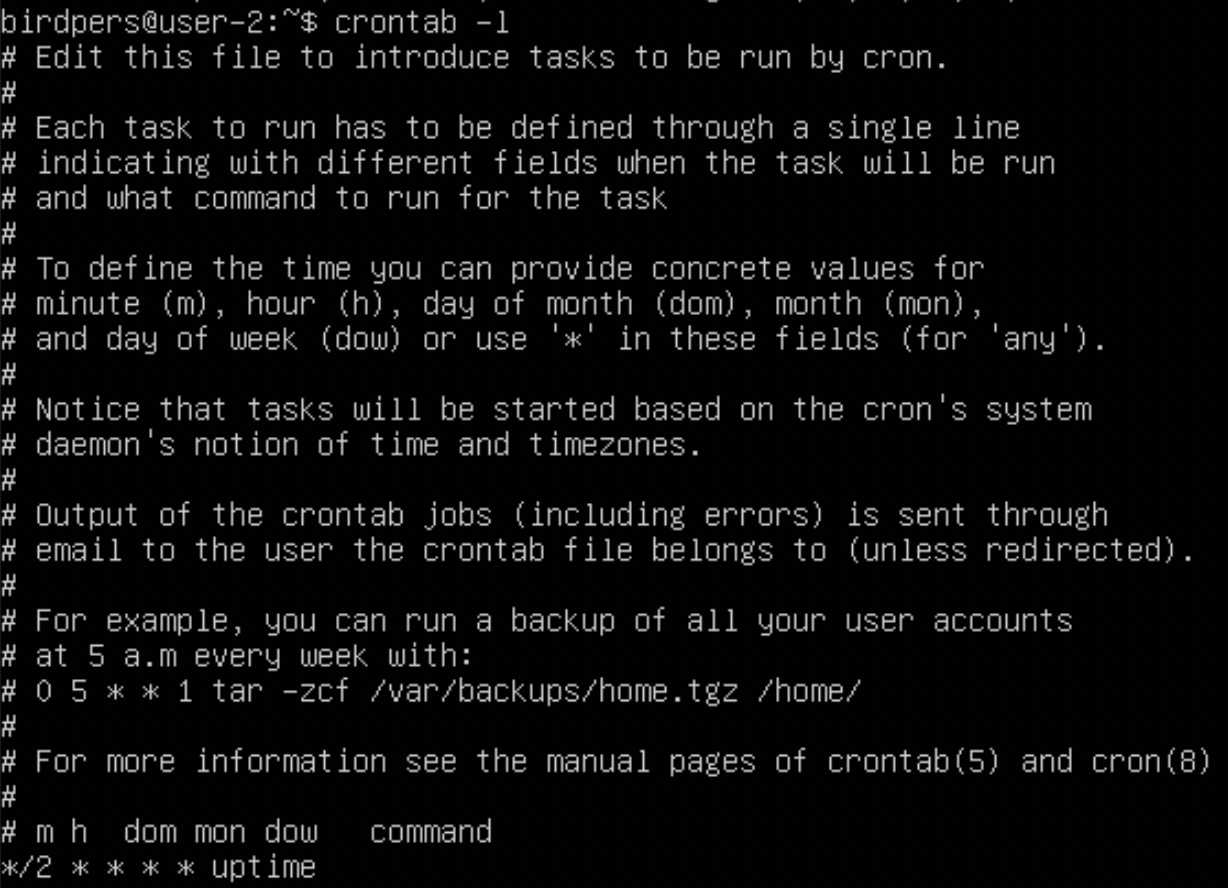 birdpers@user-2:~$ crontab -l
# Edit this file to introduce tasks to be run by cron.
#
# Each task to run has to be defined through a single line
# indicating with different fields when the task will be run
# and what command to run for the task
#
# To define the time you can provide concrete values for
# minute (m), hour (h), day of month (dom), month (mon),
# and day of week (dow) or use '*' in these fields (for 'any').
#
# Notice that tasks will be started based on the cron's system
# daemon's notion of time and timezones.
#
# Output of the crontab jobs (including errors) is sent through
# email to the user the crontab file belongs to (unless redirected).
#
# For example, you can run a backup of all your user accounts
# at 5 a.m every week with:
# 0 5 * * 1 tar -zcf /var/backups/home.tgz /home/
#
# For more information see the manual pages of crontab(5) and cron(8)
#
# m h  dom mon dow   command
*/2 * * * * uptime